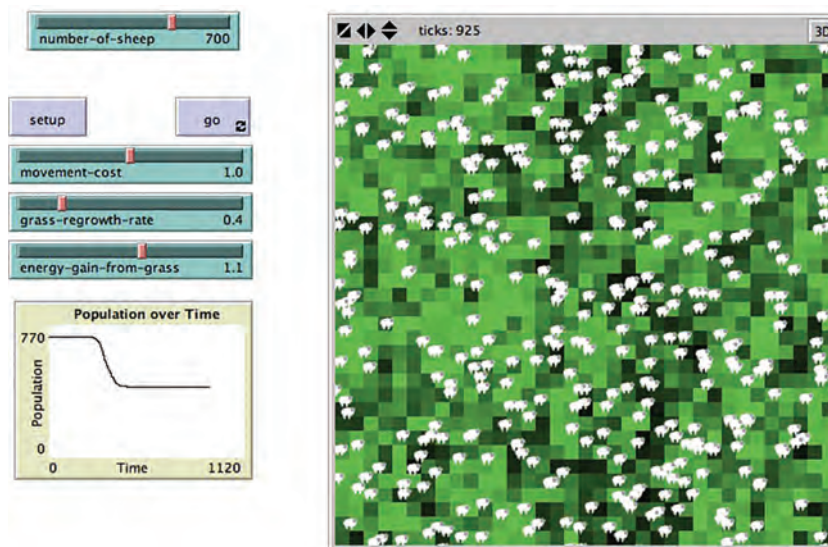 number-of-sheep 700
setup
go
movement-cost 1.0
grass-regrowth-rate 0.4
energy-gain-from-grass 1.1
Population over Time
770
Population
0
0 Time 1120
ticks: 925
3D